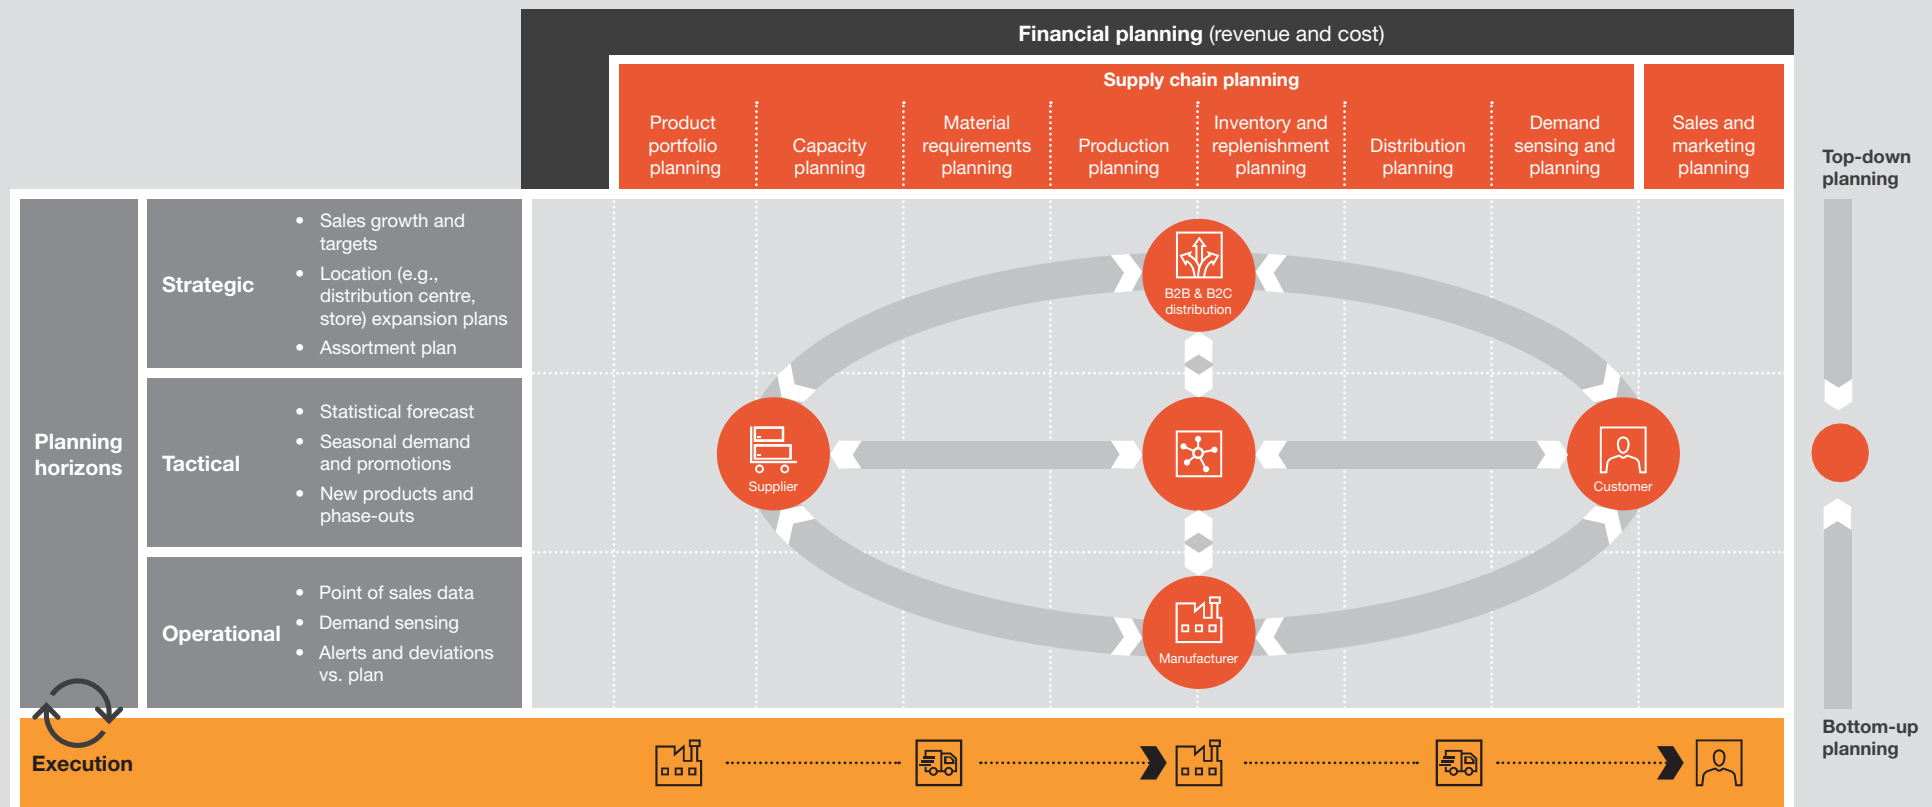 Financial planning (revenue and cost)
Supply chain planning
Product
portfolio
planning
Capacity
planning
Material
requirements
planning
Production
planning
Inventory and
replenishment
planning
Distribution
planning
Demand
sensing and
planning
Sales and
marketing
planning
Top-down
planning
Planning
horizons
Strategic
• Sales growth and
targets
• Location (e.g.,
distribution centre,
store) expansion plans
• Assortment plan
Tactical
• Statistical forecast
• Seasonal demand
and promotions
• New products and
phase-outs
Operational
• Point of sales data
• Demand sensing
• Alerts and deviations
vs. plan
B2B & B2C
distribution
Supplier
Customer
Manufacturer
Bottom-up
planning
Execution